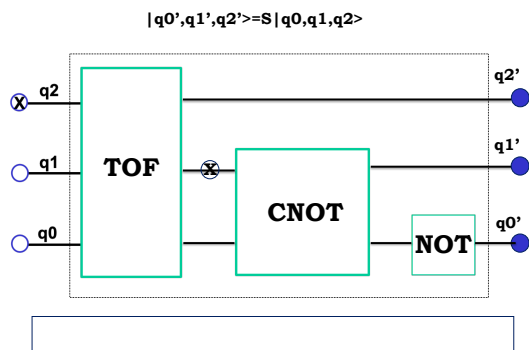 |q0’,q1’,q2’>=S|q0,q1,q2>
q2 q2’
X
q1 TOF X q1’
CNOT
q0 NOT q0’